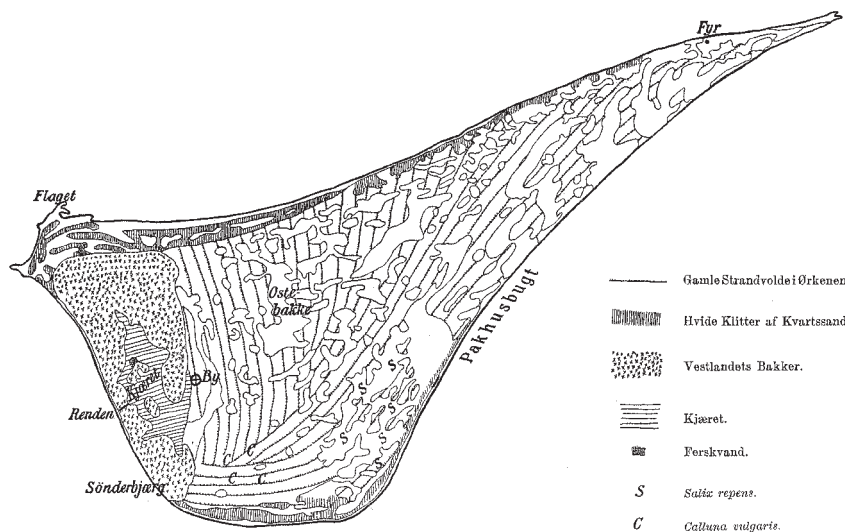 Fyr
Flaget
Oste-
bakke
Pakhusbugt
By
Kjæret
Renden
Sönderbjærg
C
C
C
C
S
S
S
S
S
S
Gamle Strandvolde i Ørkenen
Hvide Klitter af Kvartssand
Vestlandets Bakker.
Kjæret.
Ferskvand.
S Salix repens.
C Calluna vulgaris.